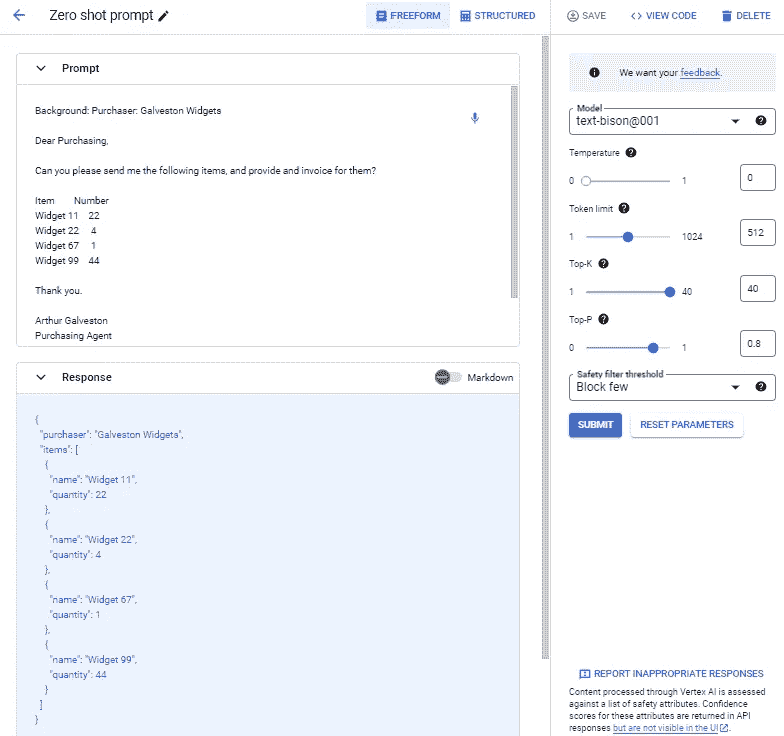 Zero shot prompt
FREEFORM
STRUCTURED
SAVE
<> VIEW CODE
DELETE
Prompt
Background: Purchaser: Galveston Widgets
Dear Purchasing,
Can you please send me the following items, and provide and invoice for them?
Item Number
Widget 11 22
Widget 22 4
Widget 67 1
Widget 99 44
Thank you.
Arthur Galveston
Purchasing Agent
Response
Markdown
{
"purchaser": "Galveston Widgets",
"items": [
{
"name": "Widget 11",
"quantity": 22
},
{
"name": "Widget 22",
"quantity": 4
},
{
"name": "Widget 67",
"quantity": 1
},
{
"name": "Widget 99",
"quantity": 44
}
]
}
We want your feedback.
Model
text-bison@001
Temperature
0 1 0
Token limit
1 1024 512
Top-K
1 40 40
Top-P
0 1 0.8
Safety filter threshold
Block few
SUBMIT
RESET PARAMETERS
REPORT INAPPROPRIATE RESPONSES
Content processed through Vertex AI is assessed
against a list of safety attributes. Confidence
scores for these attributes are returned in API
responses but are not visible in the UI.